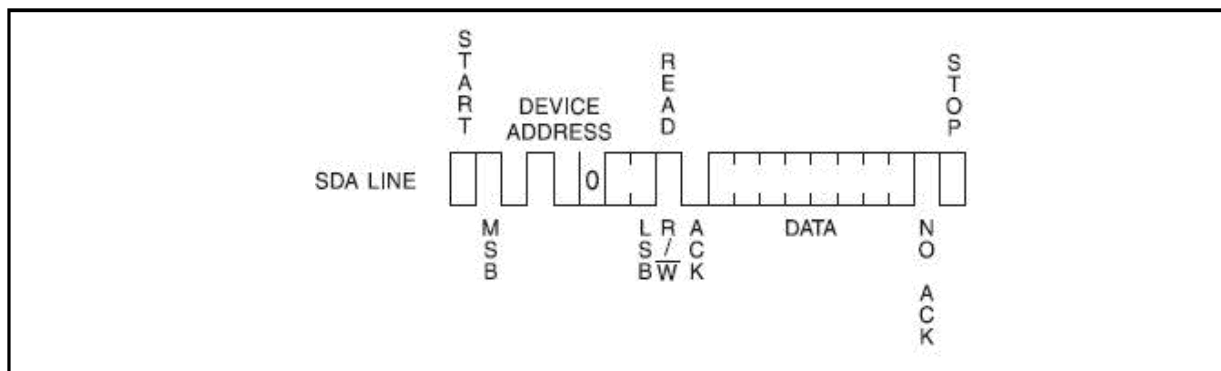 START
READ
STOP
DEVICE
ADDRESS
SDA LINE
0
MSB
LSB
R/W
ACK
DATA
NO ACK